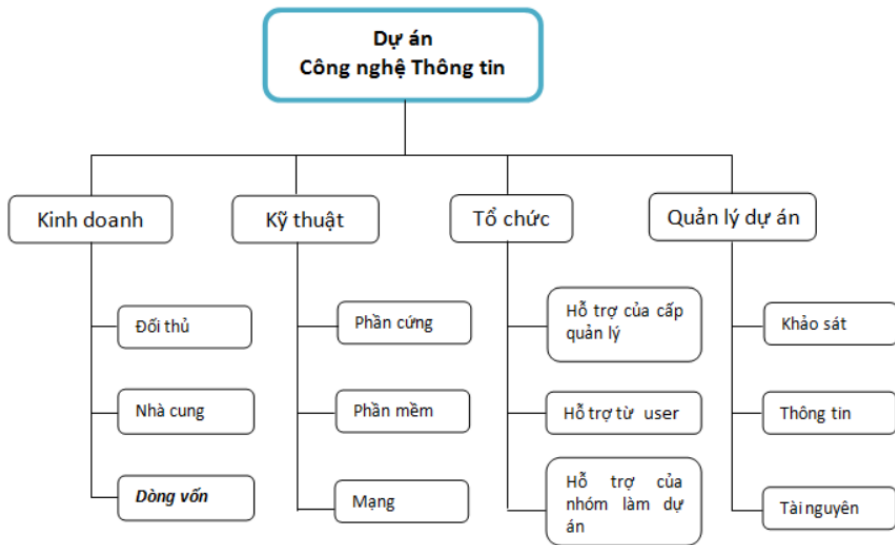 Dự án
Công nghệ Thông tin
Kinh doanh
Kỹ thuật
Tổ chức
Quản lý dự án
Đối thủ
Phần cứng
Hỗ trợ của cấp
quản lý
Khảo sát
Nhà cung
Phần mềm
Hỗ trợ từ user
Thông tin
Dòng vốn
Mạng
Hỗ trợ của
nhóm làm dự
án
Tài nguyên